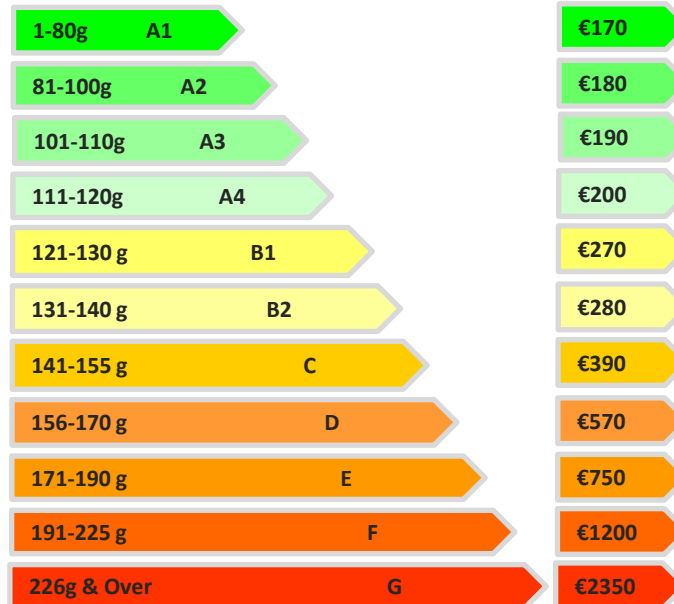 1-80g A1 €170
81-100g A2 €180
101-110g A3 €190
111-120g A4 €200
121-130 g B1 €270
131-140 g B2 €280
141-155 g C €390
156-170 g D €570
171-190 g E €750
191-225 g F €1200
226g & Over G €2350